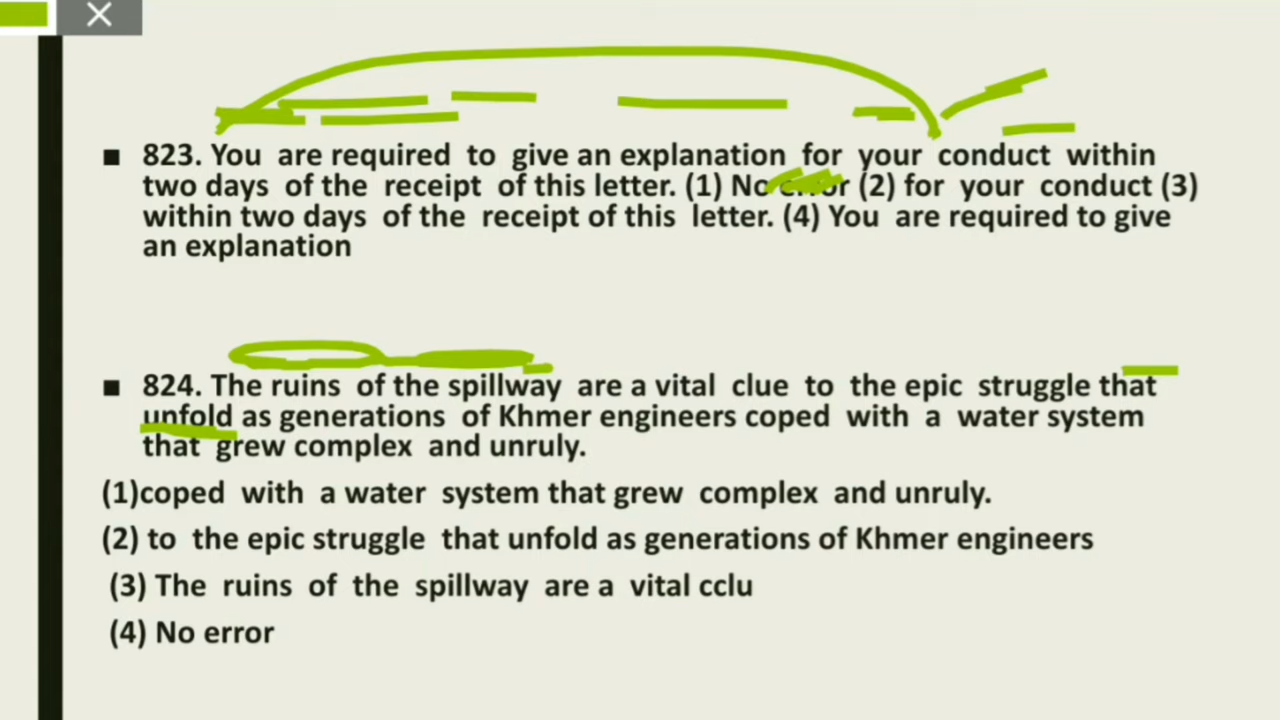 ■ 823. You are required to give an explanation for your conduct within
two days of the receipt of this letter. (1) No error (2) for your conduct (3)
within two days of the receipt of this letter. (4) You are required to give
an explanation
■ 824. The ruins of the spillway are a vital clue to the epic struggle that
unfold as generations of Khmer engineers coped with a water system
that grew complex and unruly.
(1)coped with a water system that grew complex and unruly.
(2) to the epic struggle that unfold as generations of Khmer engineers
(3) The ruins of the spillway are a vital cclu
(4) No error